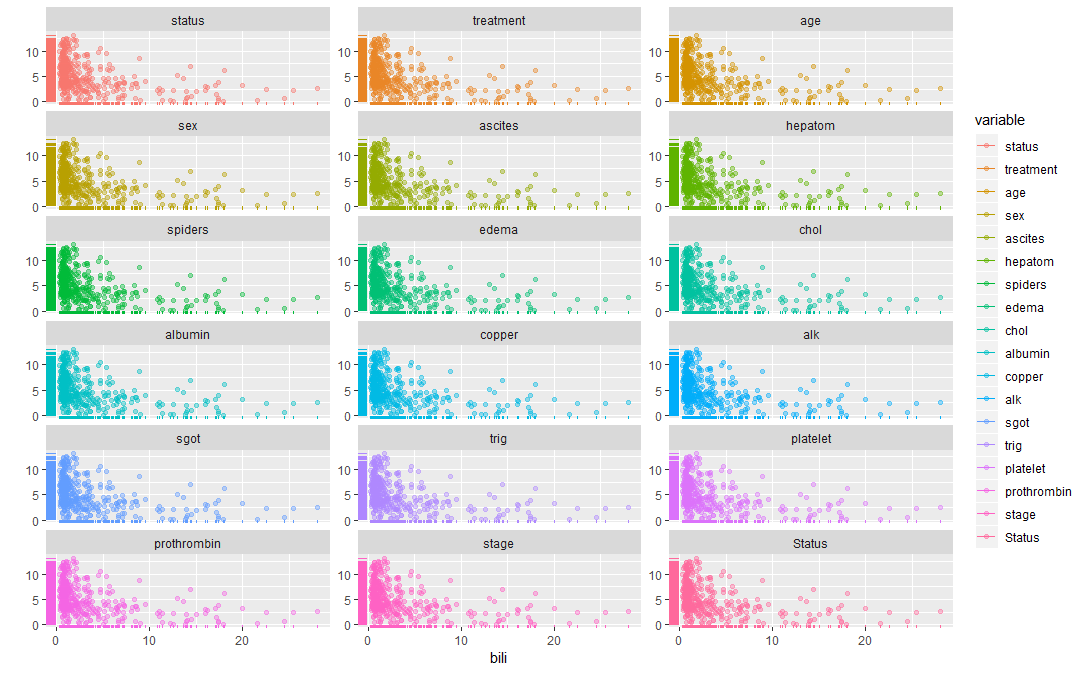 status treatment age
10
5
0
sex ascites hepatom
10
5
0
spiders edema chol
10
5
0
albumin copper alk
10
5
0
sgot trig platelet
10
5
0
prothrombin stage Status
10
5
0
0 10 20 0 10 20 0 10 20
bili
variable
status
treatment
age
sex
ascites
hepatom
spiders
edema
chol
albumin
copper
alk
sgot
trig
platelet
prothrombin
stage
Status